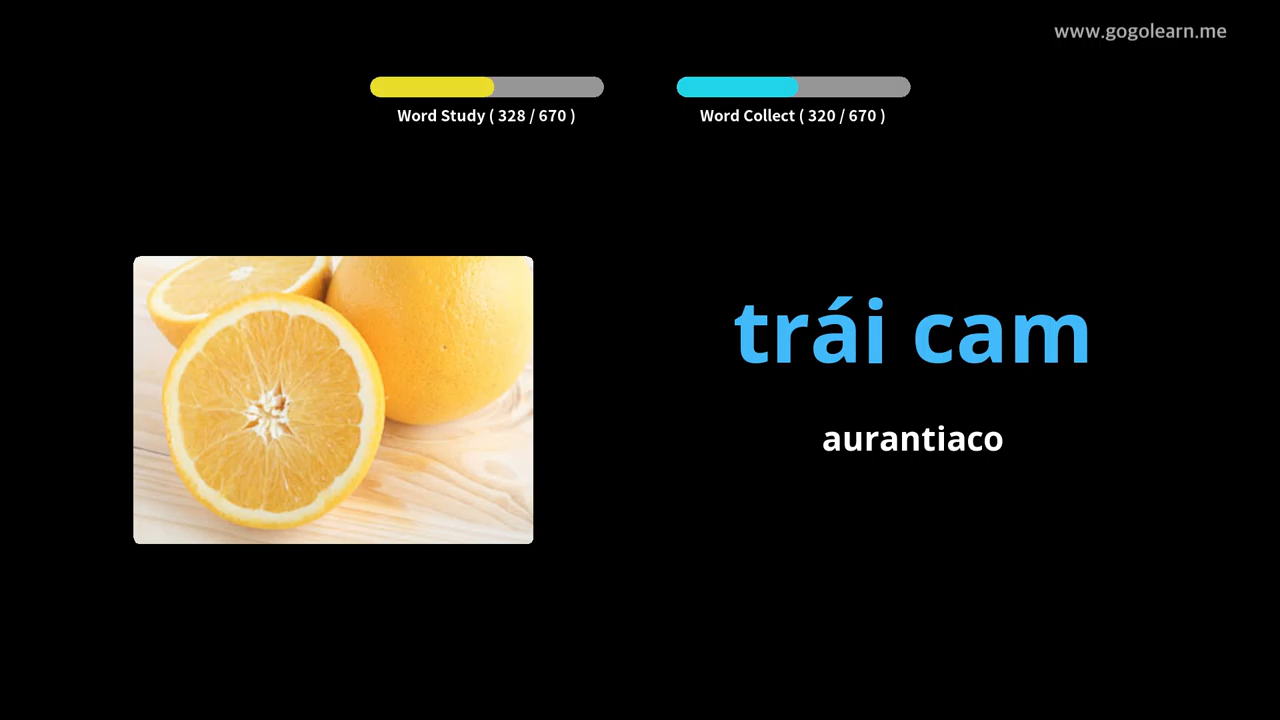 www.gogolearn.me
Word Study ( 328 / 670 )
Word Collect ( 320 / 670 )
trái cam
aurantiaco